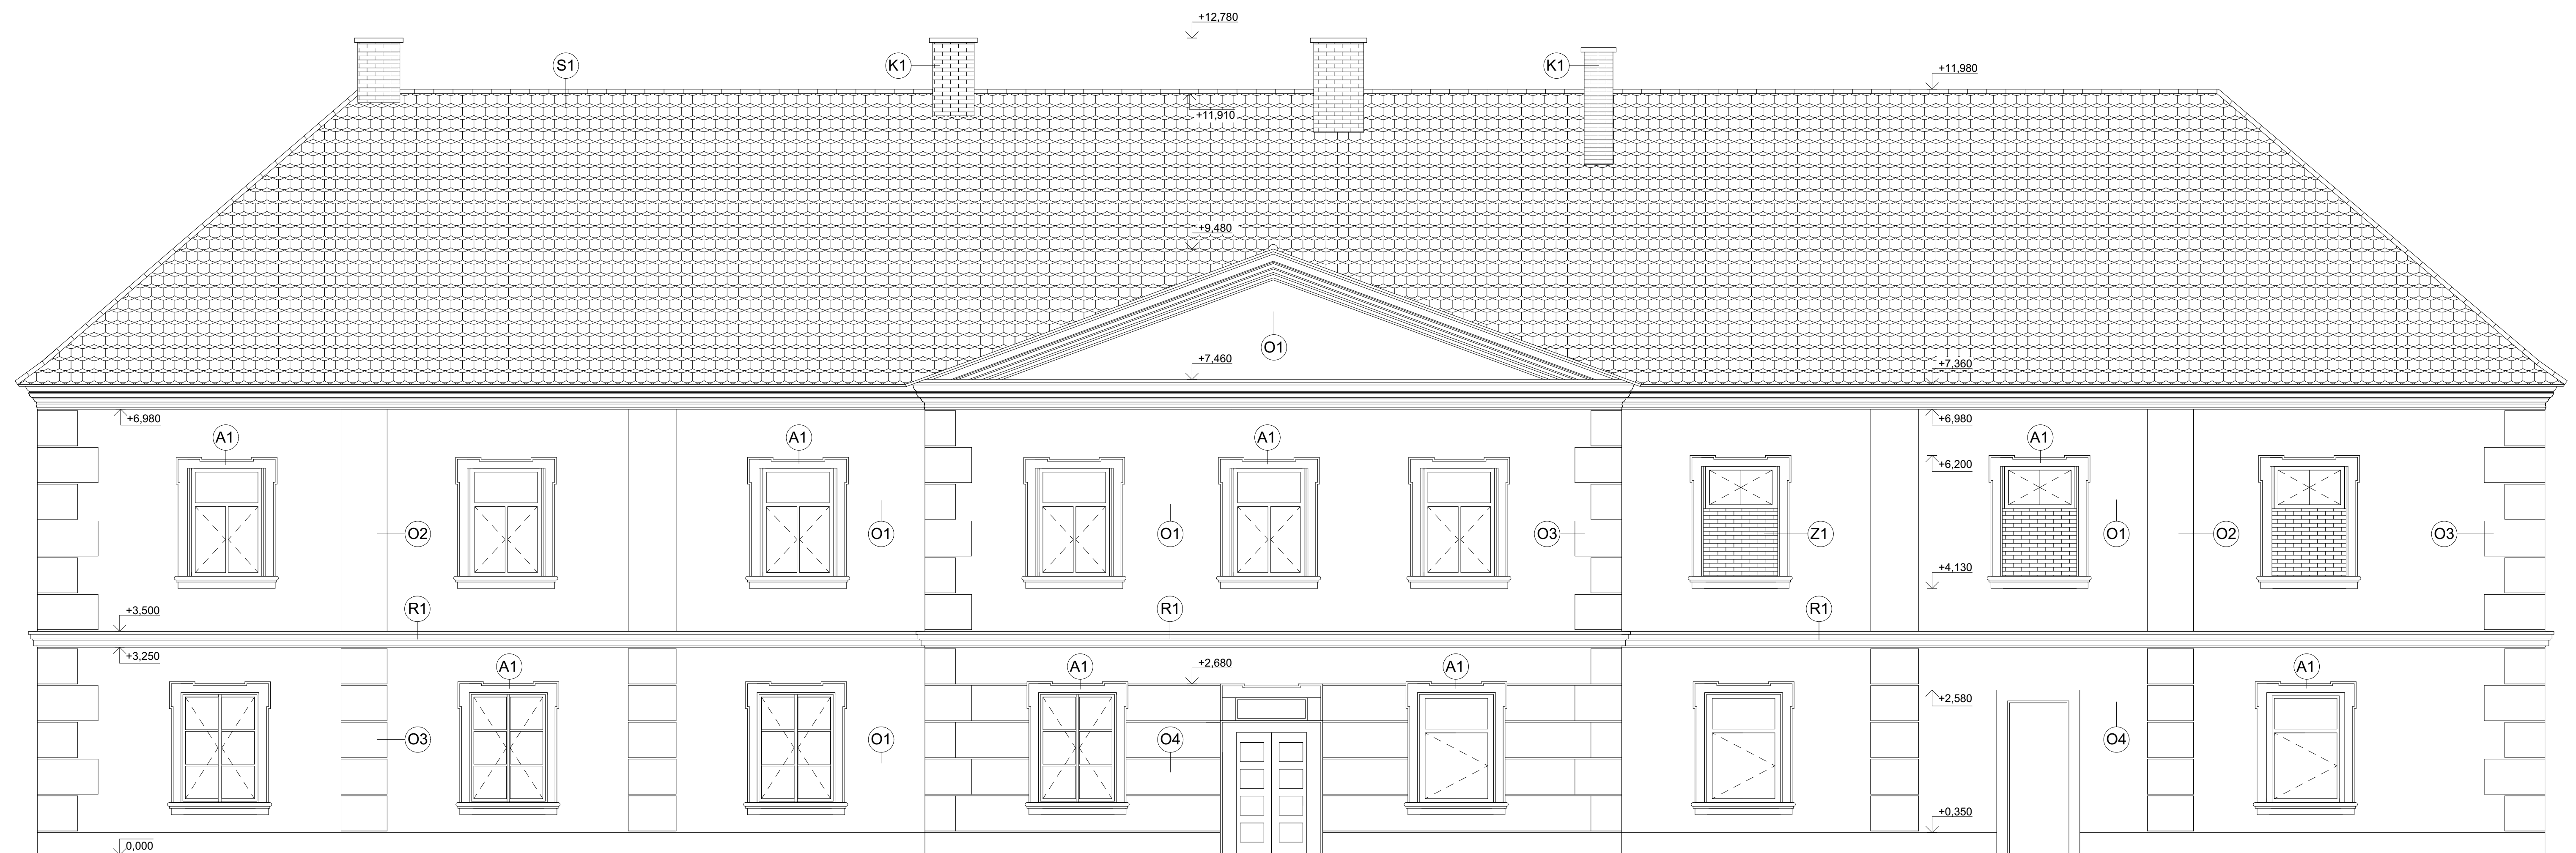 +12,780
S1
K1
K1
+11,980
+11,910
+9,480
O1
+7,460
+7,360
+6,980
+6,980
A1
A1
A1
A1
+6,200
O2
O1
O1
O3
Z1
O1
O2
O3
+4,130
+3,500
R1
R1
R1
+3,250
A1
A1
+2,680
A1
A1
+2,580
O3
O1
O4
O4
+0,350
0,000